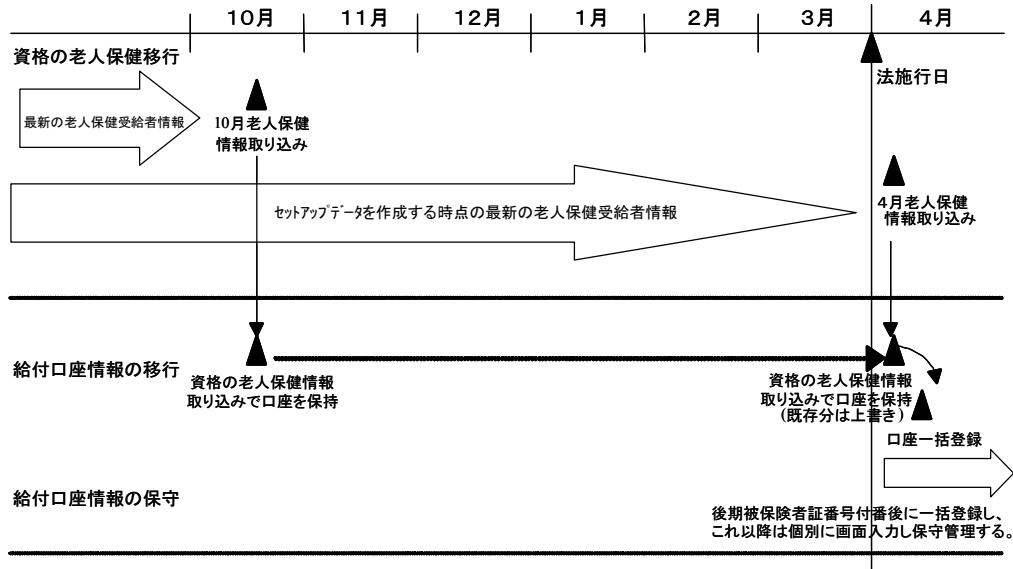 10月 11月 12月 1月 2月 3月 4月
資格の老人保健移行
法施行日
最新の老人保健受給者情報
10月老人保健
情報取り込み
セットアップデータを作成する時点の最新の老人保健受給者情報
4月老人保健
情報取り込み
給付口座情報の移行
資格の老人保健情報
取り込みで口座を保持
資格の老人保健情報
取り込みで口座を保持
(既存分は上書き)
口座一括登録
給付口座情報の保守
後期被保険者証番号付番後に一括登録し、
これ以降は個別に画面入力し保守管理する。